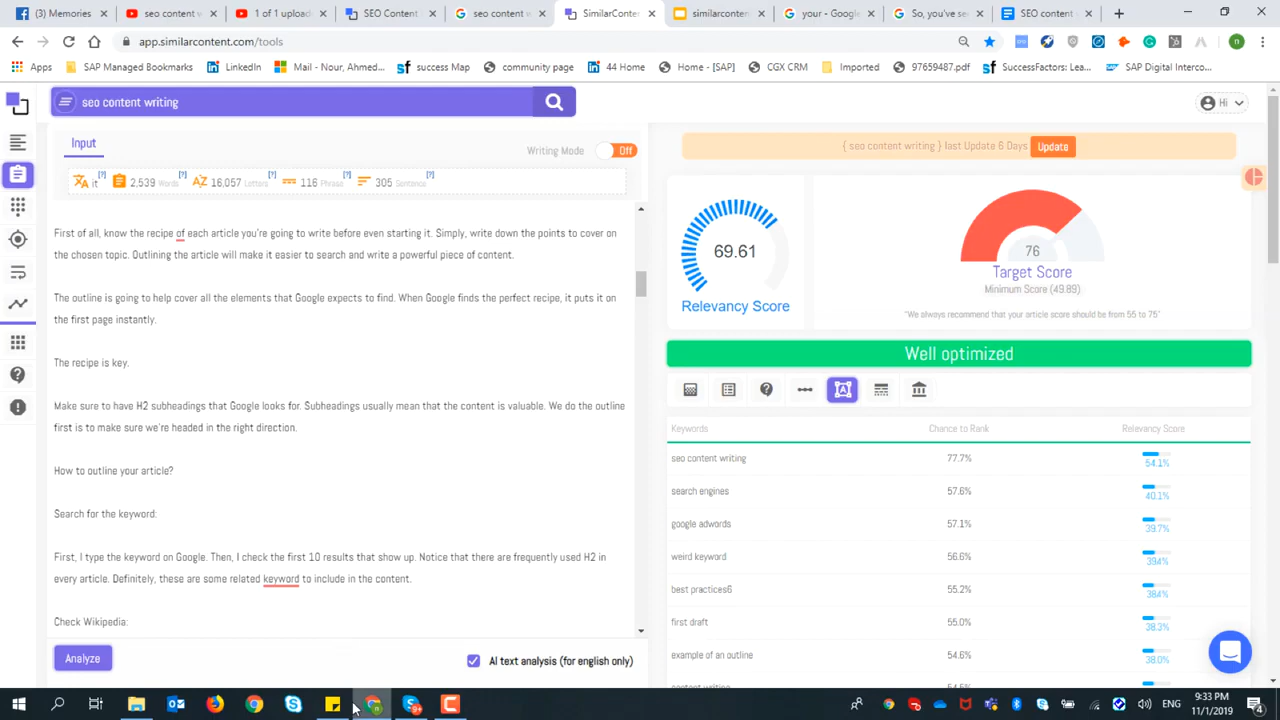 (1) Memories
seo content v
1 of 1 upload
SEO Content
seo content w
SimilarConten
similarconten
your - Google
So, you've se
SEO content
app.similarcontent.com/tools
Apps
SAP Managed Bookmarks
LinkedIn
Mail - Nour, Ahmed...
success Map
community page
44 Home
Home - [SAP]
CGX CRM
Imported
97659487.pdf
SuccessFactors: Lea...
SAP Digital Interco...
seo content writing
Hi
Input
Writing Mode
Off
it [?] 2,539 Words [?] 16,057 Letters [?] 116 Phrase [?] 305 Sentence [?]
First of all, know the recipe of each article you're going to write before even starting it. Simply, write down the points to cover on
the chosen topic. Outlining the article will make it easier to search and write a powerful piece of content.
The outline is going to help cover all the elements that Google expects to find. When Google finds the perfect recipe, it puts it on
the first page instantly.
The recipe is key.
Make sure to have H2 subheadings that Google looks for. Subheadings usually mean that the content is valuable. We do the outline
first is to make sure we're headed in the right direction.
How to outline your article?
Search for the keyword:
First, I type the keyword on Google. Then, I check the first 10 results that show up. Notice that there are frequently used H2 in
every article. Definitely, these are some related keyword to include in the content.
Check Wikipedia:
Analyze
AI text analysis (for english only)
{ seo content writing } last Update 6 Days
Update
69.61
Relevancy Score
76
Target Score
Minimum Score (49.89)
"We always recommend that your article score should be from 55 to 75"
Well optimized
Keywords Chance to Rank Relevancy Score
seo content writing 77.7% 54.1%
search engines 57.6% 40.1%
google adwords 57.1% 39.7%
weird keyword 56.6% 39.4%
best practices6 55.2% 38.4%
first draft 55.0% 38.3%
example of an outline 54.6% 38.0%
content writing 54.5%
ENG
9:33 PM
11/1/2019
4